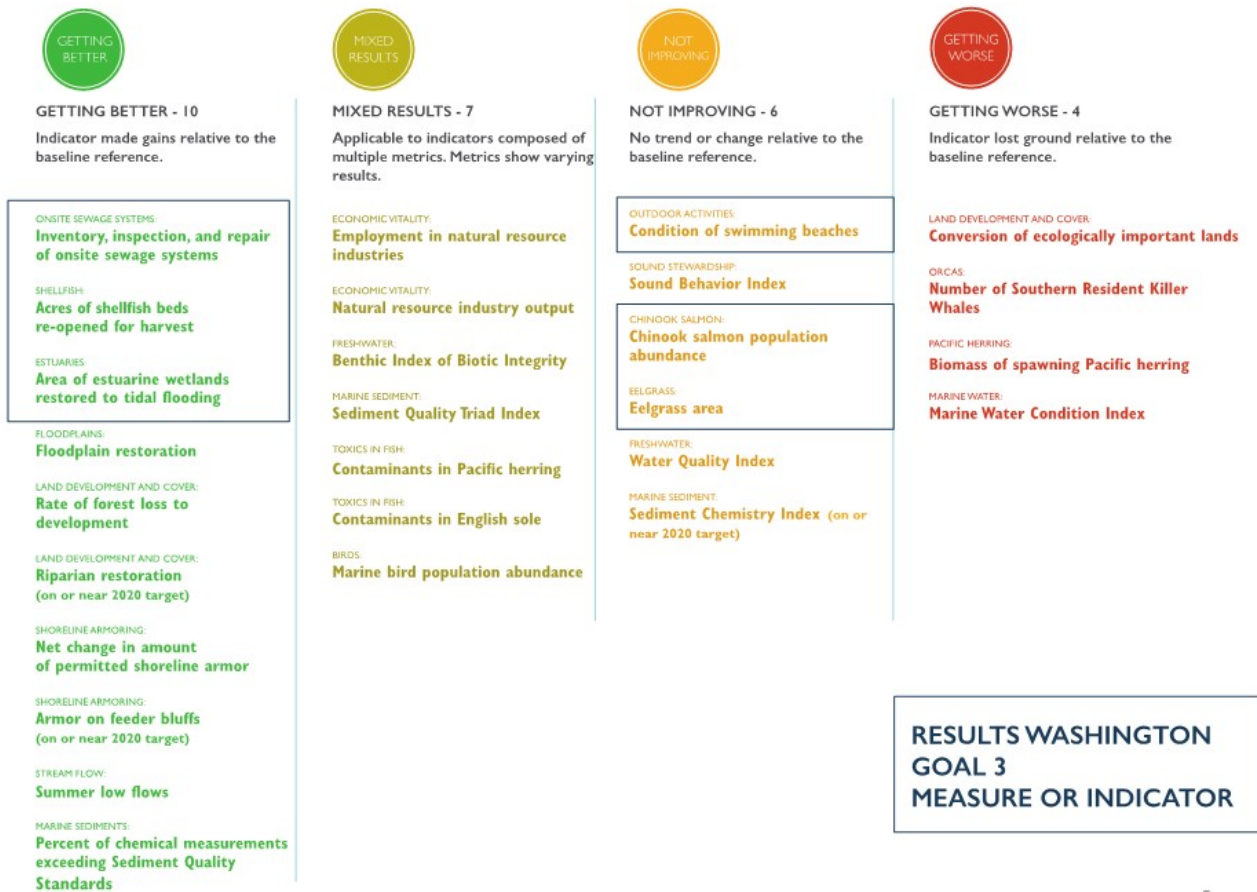 GETTING
BETTER
GETTING BETTER - 10
Indicator made gains relative to the
baseline reference.
ONSITE SEWAGE SYSTEMS:
Inventory, inspection, and repair
of onsite sewage systems
SHELLFISH:
Acres of shellfish beds
re-opened for harvest
ESTUARIES:
Area of estuarine wetlands
restored to tidal flooding
FLOODPLAINS:
Floodplain restoration
LAND DEVELOPMENT AND COVER:
Rate of forest loss to
development
LAND DEVELOPMENT AND COVER:
Riparian restoration
(on or near 2020 target)
SHORELINE ARMORING:
Net change in amount
of permitted shoreline armor
SHORELINE ARMORING:
Armor on feeder bluffs
(on or near 2020 target)
STREAM FLOW:
Summer low flows
MARINE SEDIMENTS:
Percent of chemical measurements
exceeding Sediment Quality
Standards
MIXED
RESULTS
MIXED RESULTS - 7
Applicable to indicators composed of
multiple metrics. Metrics show varying
results.
ECONOMIC VITALITY:
Employment in natural resource
industries
ECONOMIC VITALITY:
Natural resource industry output
FRESHWATER:
Benthic Index of Biotic Integrity
MARINE SEDIMENT:
Sediment Quality Triad Index
TOXICS IN FISH:
Contaminants in Pacific herring
TOXICS IN FISH:
Contaminants in English sole
BIRDS:
Marine bird population abundance
NOT
IMPROVING
NOT IMPROVING - 6
No trend or change relative to the
baseline reference.
OUTDOOR ACTIVITIES:
Condition of swimming beaches
SOUND STEWARDSHIP:
Sound Behavior Index
CHINOOK SALMON:
Chinook salmon population
abundance
EELGRASS:
Eelgrass area
FRESHWATER:
Water Quality Index
MARINE SEDIMENT:
Sediment Chemistry Index (on or
near 2020 target)
GETTING
WORSE
GETTING WORSE - 4
Indicator lost ground relative to the
baseline reference.
LAND DEVELOPMENT AND COVER:
Conversion of ecologically important lands
ORCAS:
Number of Southern Resident Killer
Whales
PACIFIC HERRING:
Biomass of spawning Pacific herring
MARINE WATER:
Marine Water Condition Index
RESULTS WASHINGTON
GOAL 3
MEASURE OR INDICATOR